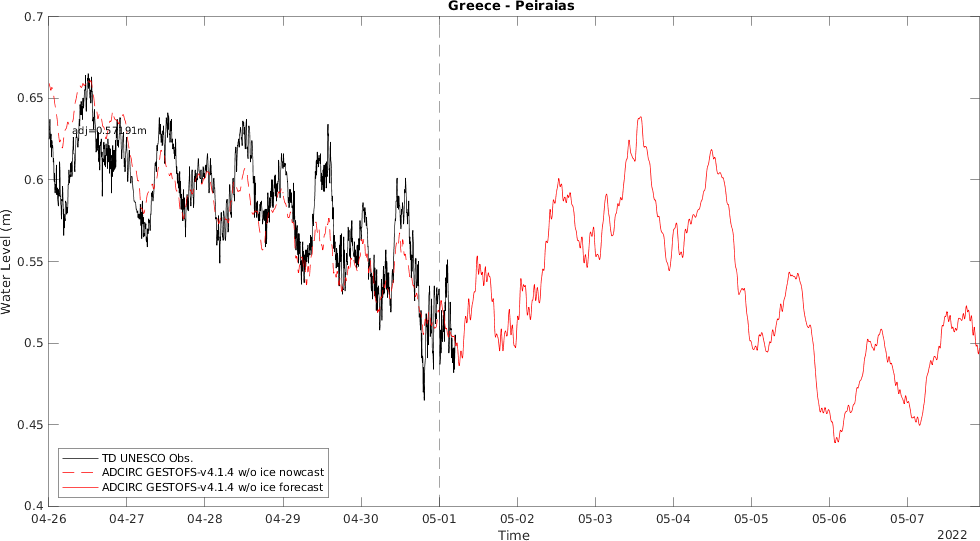 Greece - Peiraias
0.7
0.65
0.6
0.55
0.5
0.45
0.4
Water Level (m)
adj=0.57191m
TD UNESCO Obs.
ADCIRC GESTOFS-v4.1.4 w/o ice nowcast
ADCIRC GESTOFS-v4.1.4 w/o ice forecast
04-26 04-27 04-28 04-29 04-30 05-01 05-02 05-03 05-04 05-05 05-06 05-07
Time
2022